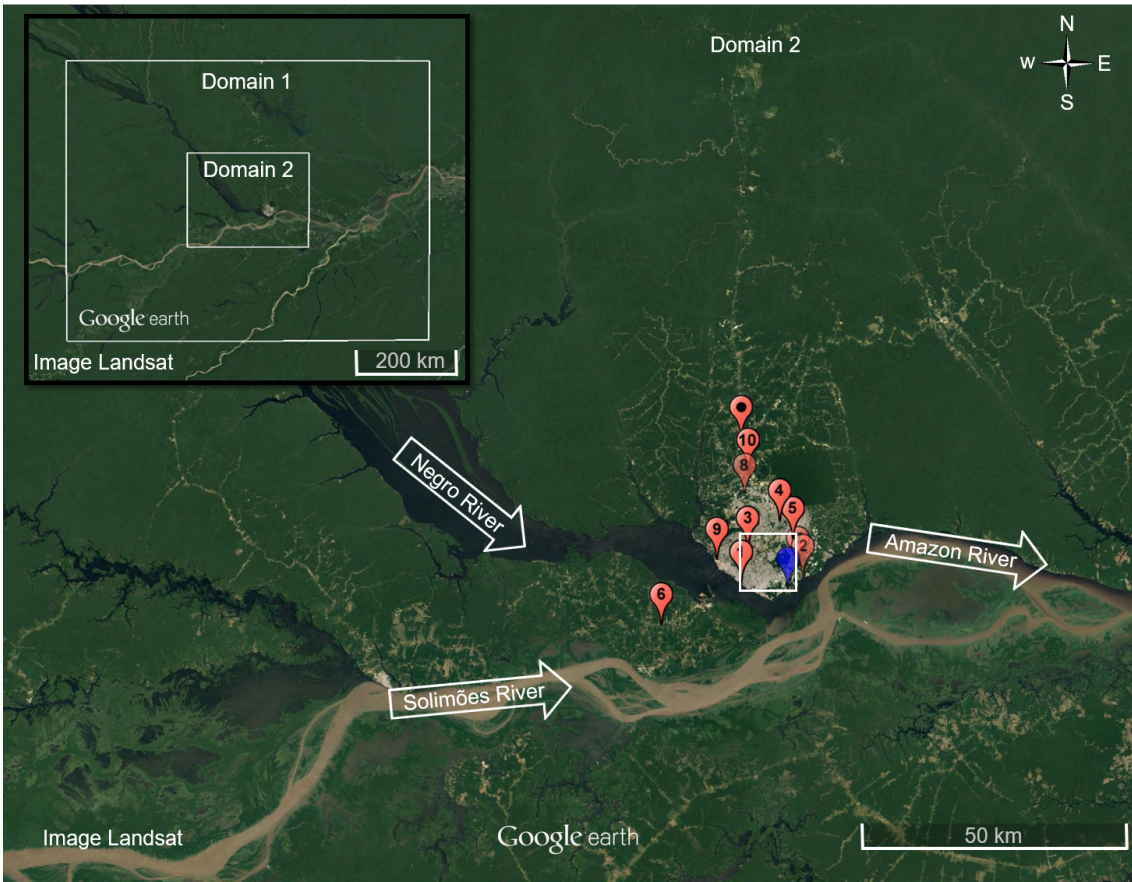 Domain 1
Domain 2
Google earth
Image Landsat
200 km
Domain 2
N
W
E
S
10
8
4
5
3
9
2
6
Negro River
Amazon River
Solimões River
Image Landsat
Google earth
50 km